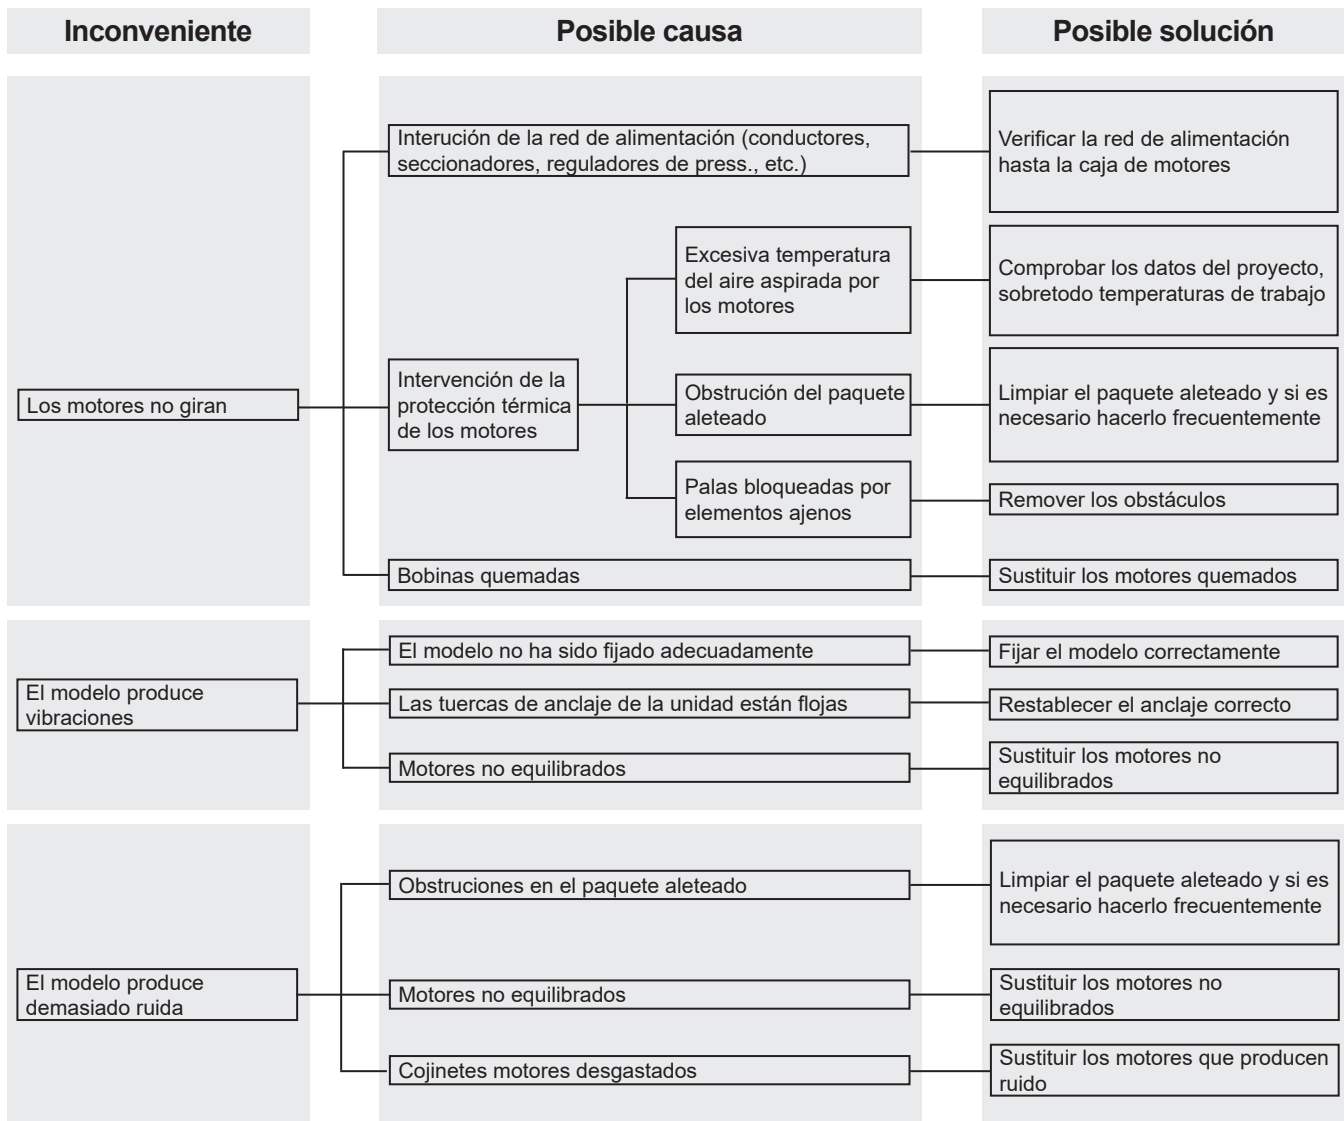 Inconveniente
Posible causa
Posible solución
Los motores no giran
Interución de la red de alimentación (conductores,
seccionadores, reguladores de press., etc.)
Verificar la red de alimentación
hasta la caja de motores
Intervención de la
protección térmica
de los motores
Excesiva temperatura
del aire aspirada por
los motores
Comprobar los datos del proyecto,
sobretodo temperaturas de trabajo
Obstrución del paquete
aleteado
Limpiar el paquete aleteado y si es
necesario hacerlo frecuentemente
Palas bloqueadas por
elementos ajenos
Remover los obstáculos
Bobinas quemadas
Sustituir los motores quemados
El modelo produce
vibraciones
El modelo no ha sido fijado adecuadamente
Fijar el modelo correctamente
Las tuercas de anclaje de la unidad están flojas
Restablecer el anclaje correcto
Motores no equilibrados
Sustituir los motores no
equilibrados
El modelo produce
demasiado ruida
Obstruciones en el paquete aleteado
Limpiar el paquete aleteado y si es
necesario hacerlo frecuentemente
Motores no equilibrados
Sustituir los motores no
equilibrados
Cojinetes motores desgastados
Sustituir los motores que producen
ruido